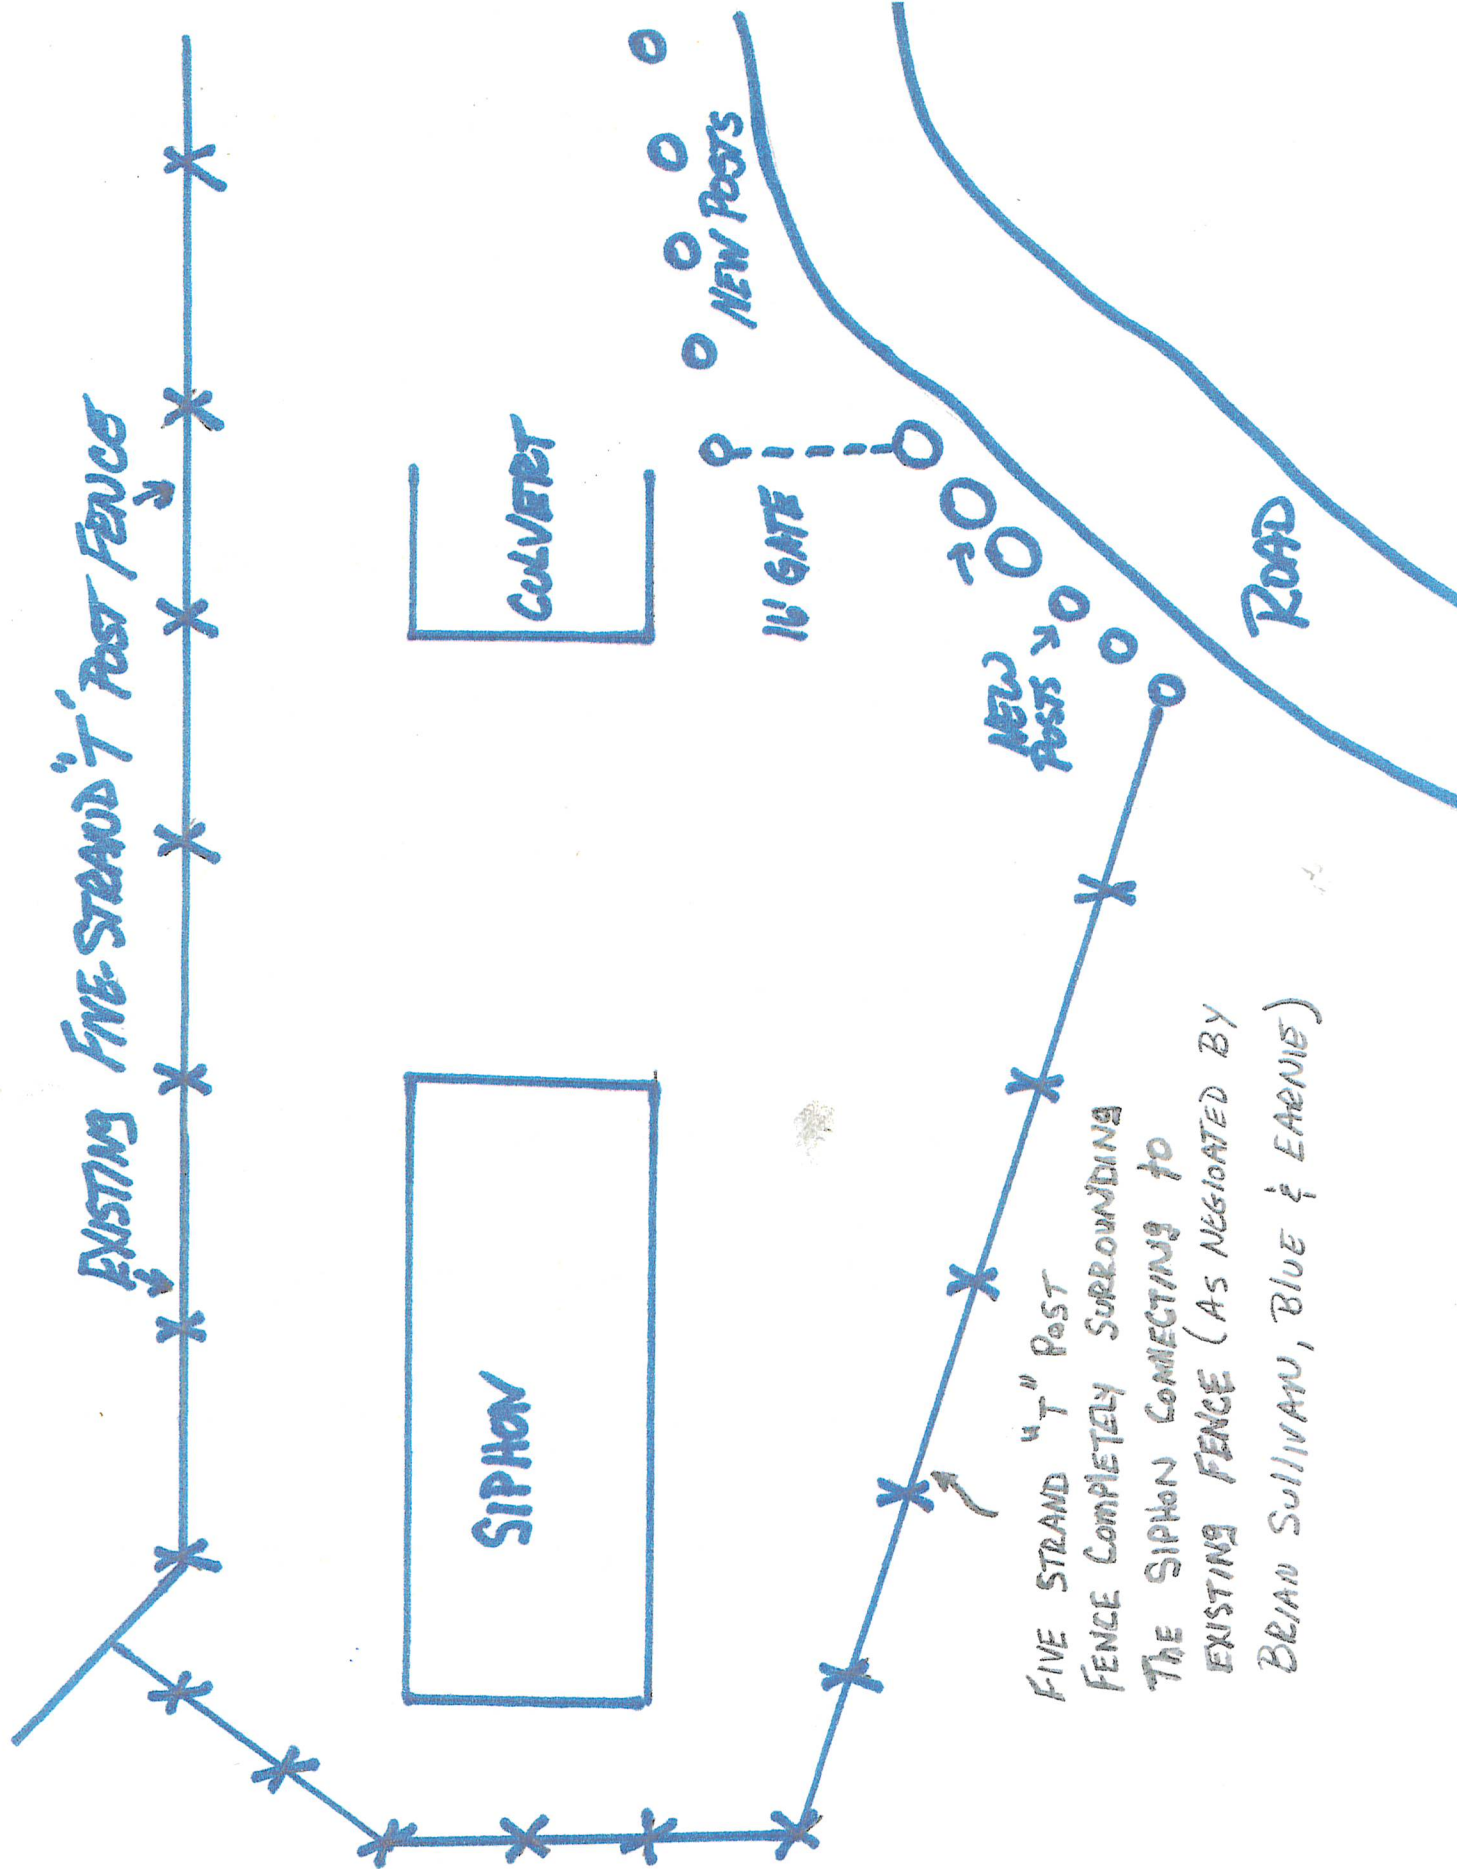 EXISTING FIVE-STRAND "T" POST FENCE
CULVERT
NEW POSTS
16' GATE
NEW
POSTS
ROAD
SIPHON
FIVE STRAND "T" POST
FENCE COMPLETELY SURROUNDING
THE SIPHON CONNECTING to
EXISTING FENCE (AS NEGIOATED BY
BRIAN SULLIVAN, BLUE & EARNIE)